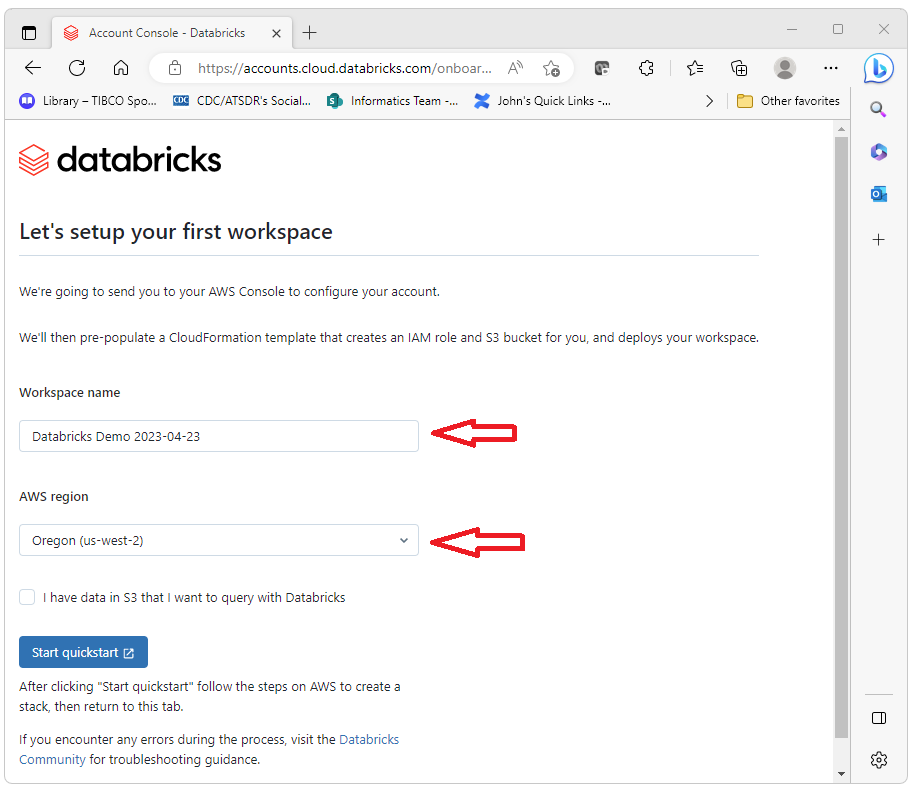 Account Console - Databricks
https://accounts.cloud.databricks.com/onboar...
Library – TIBCO Spo...
CDC
CDC/ATSDR's Social...
S
Informatics Team -...
John's Quick Links -...
Other favorites
databricks
Let's setup your first workspace
We're going to send you to your AWS Console to configure your account.
We'll then pre-populate a CloudFormation template that creates an IAM role and S3 bucket for you, and deploys your workspace.
Workspace name
Databricks Demo 2023-04-23
AWS region
Oregon (us-west-2)
I have data in S3 that I want to query with Databricks
Start quickstart
After clicking "Start quickstart" follow the steps on AWS to create a
stack, then return to this tab.
If you encounter any errors during the process, visit the Databricks
Community for troubleshooting guidance.